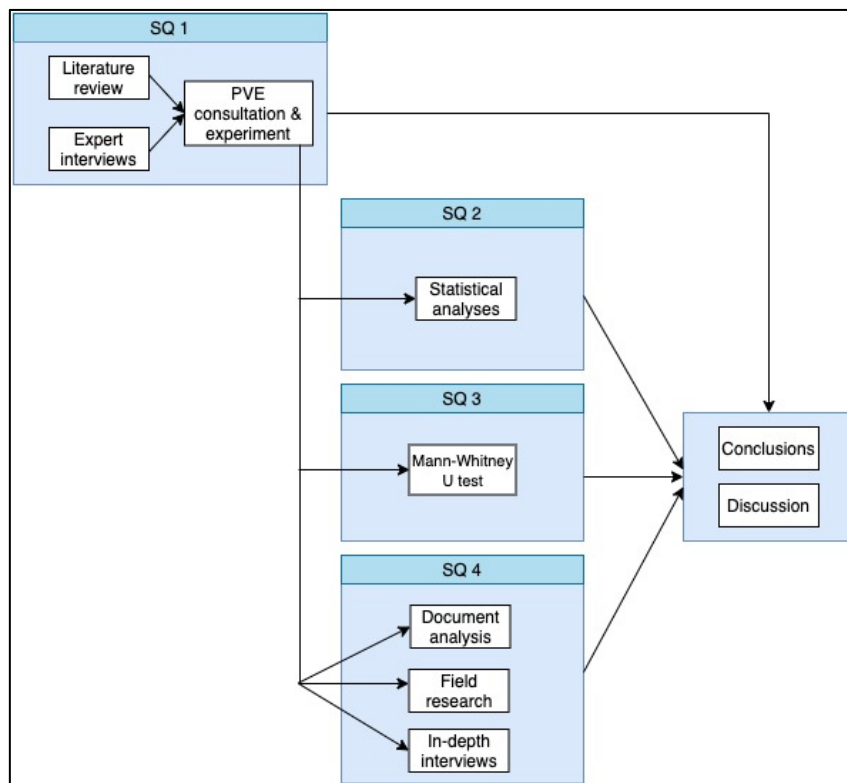 SQ 1
Literature
review
Expert
interviews
PVE
consultation &
experiment
SQ 2
Statistical
analyses
SQ 3
Mann-Whitney
U test
SQ 4
Document
analysis
Field
research
In-depth
interviews
Conclusions
Discussion